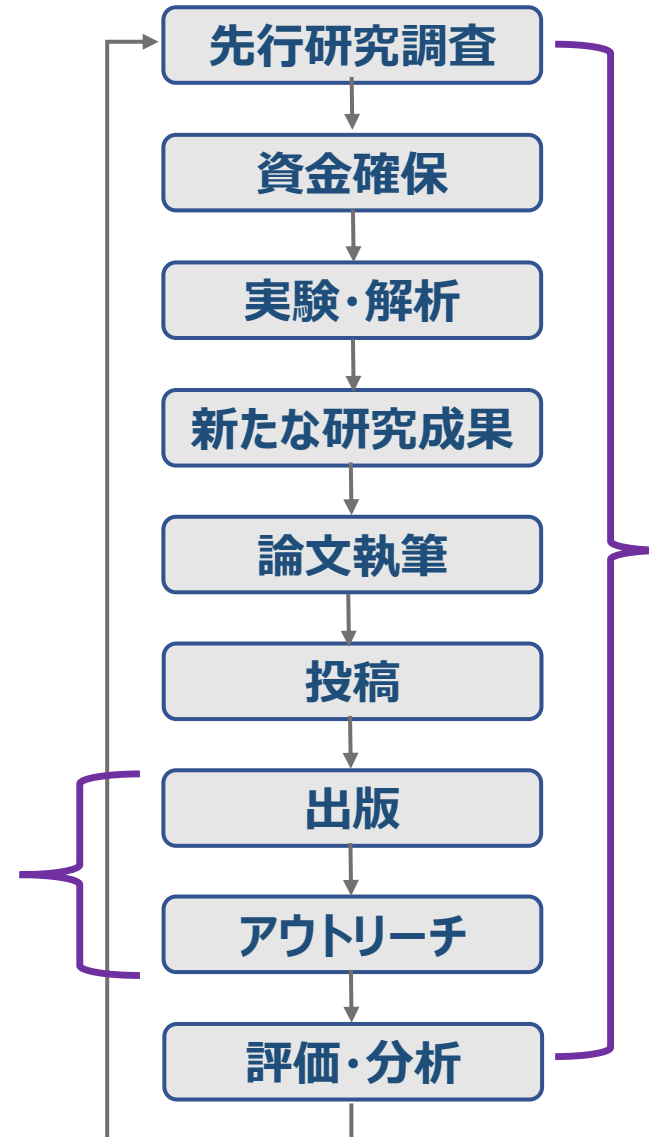 先行研究調査
資金確保
実験・解析
新たな研究成果
論文執筆
投稿
出版
アウトリーチ
評価・分析